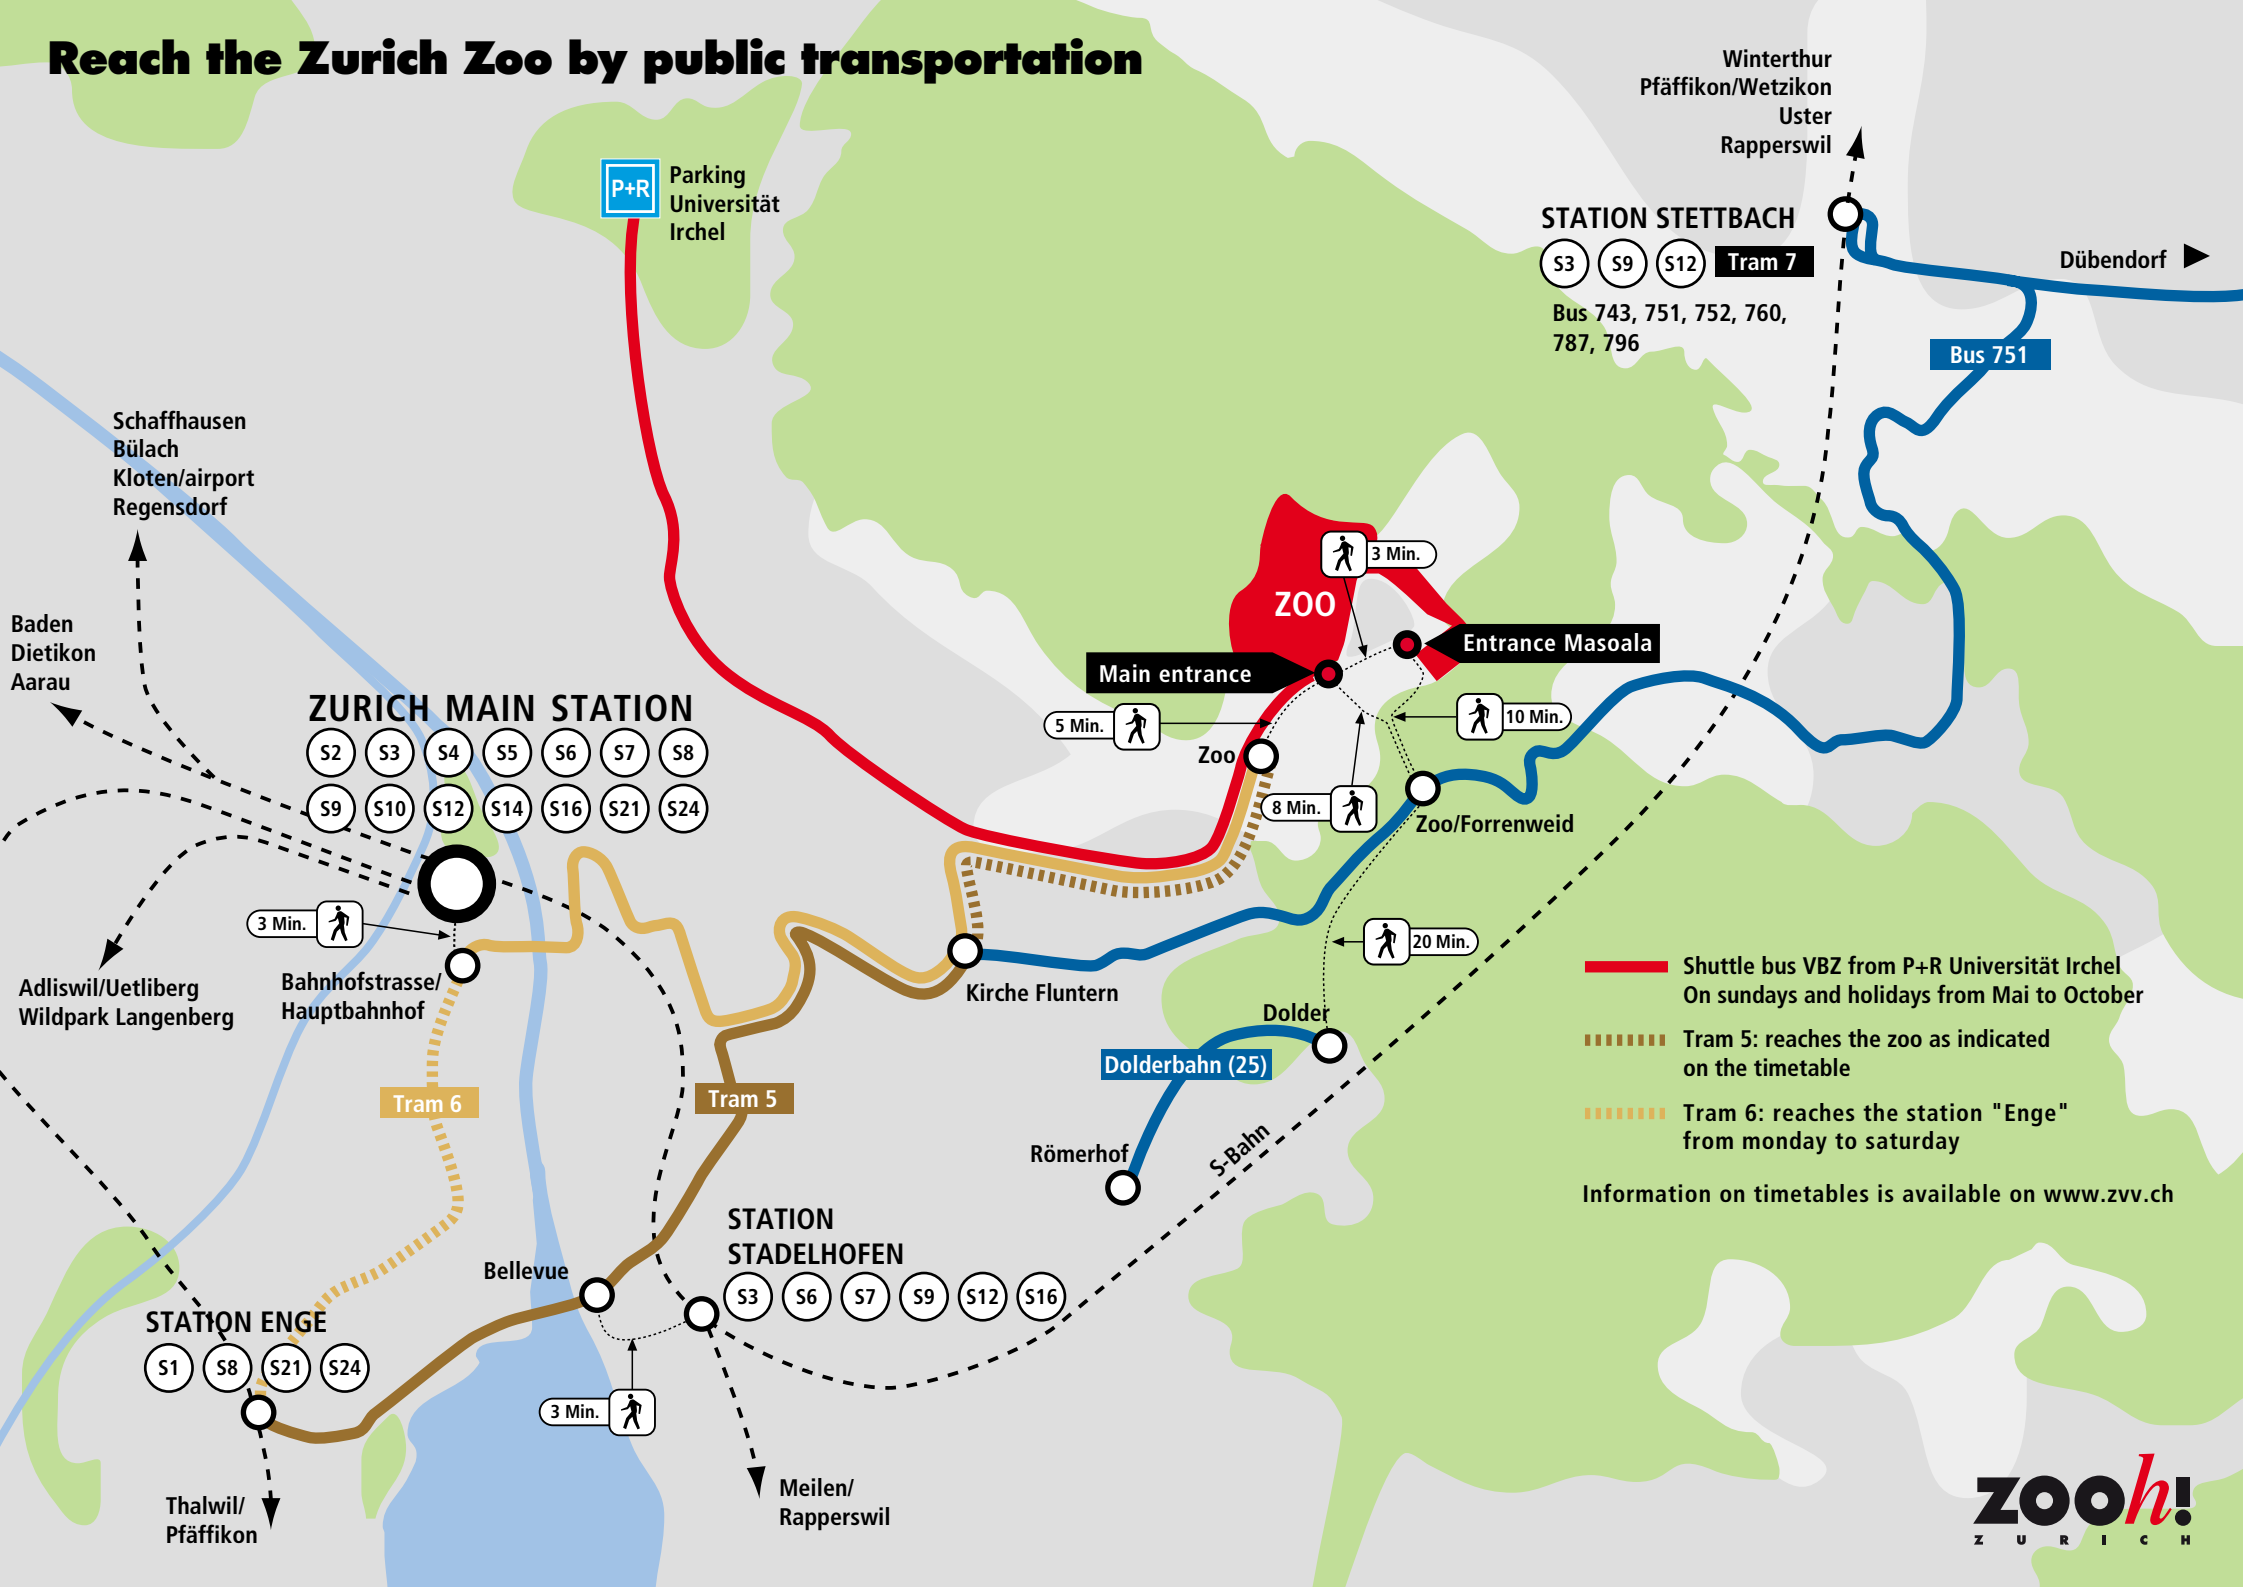 Reach the Zurich Zoo by public transportation
Winterthur
Pfäffikon/Wetzikon
Uster
Rapperswil
P+R
Parking
Universität
Irchel
STATION STETTBACH
S3 S9 S12 Tram 7
Bus 743, 751, 752, 760,
787, 796
Dübendorf
Bus 751
Schaffhausen
Bülach
Kloten/airport
Regensdorf
Baden
Dietikon
Aarau
ZURICH MAIN STATION
S2 S3 S4 S5 S6 S7 S8
S9 S10 S12 S14 S16 S21 S24
3 Min.
ZOO
Entrance Masoala
Main entrance
5 Min.
10 Min.
Zoo
8 Min.
Zoo/Forrenweid
3 Min.
20 Min.
Bahnhofstrasse/
Hauptbahnhof
Adliswil/Uetliberg
Wildpark Langenberg
Kirche Fluntern
Dolder
Dolderbahn (25)
Tram 6
Tram 5
Römerhof
S-Bahn
Shuttle bus VBZ from P+R Universität Irchel
On sundays and holidays from Mai to October
Tram 5: reaches the zoo as indicated
on the timetable
Tram 6: reaches the station "Enge"
from monday to saturday
Information on timetables is available on www.zvv.ch
STATION
STADELHOFEN
S3 S6 S7 S9 S12 S16
Bellevue
STATION ENGE
S1 S8 S21 S24
3 Min.
Thalwil/
Pfäffikon
Meilen/
Rapperswil
ZOOh!
ZURICH